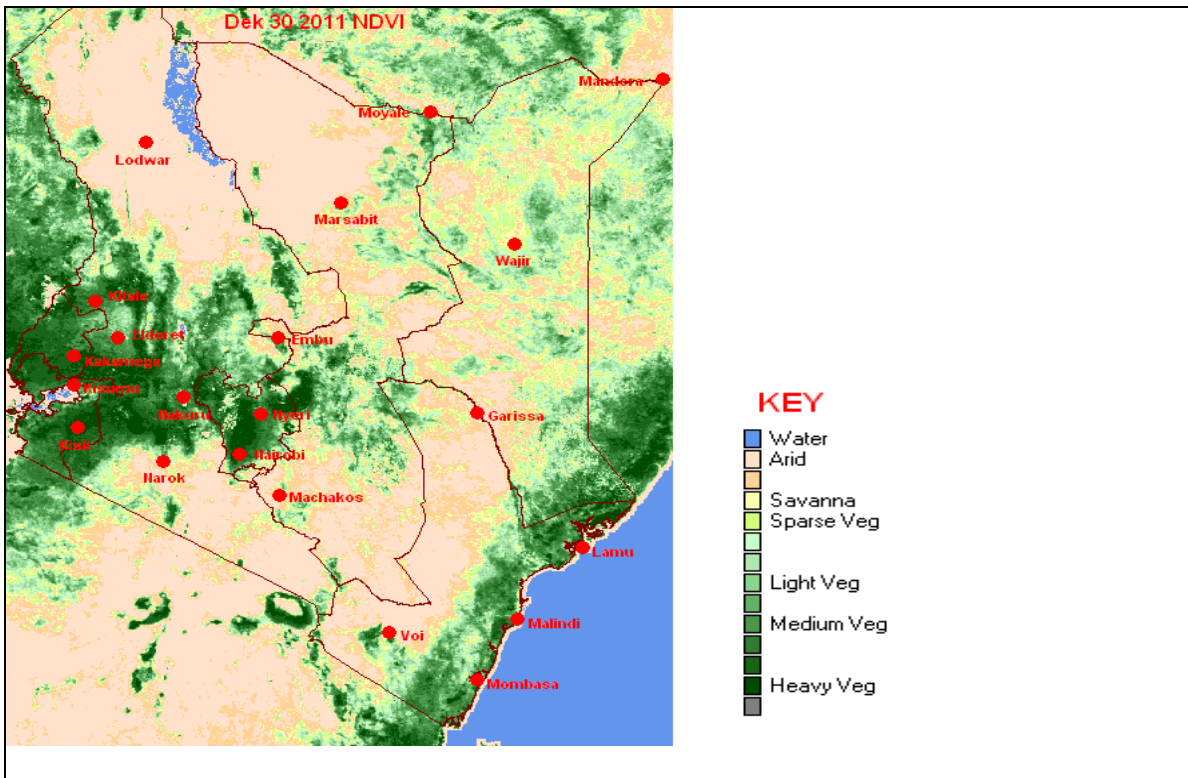 Dek 30 2011 NDVI
Mandera
Moyale
Lodwar
Marsabit
Wajir
Kitale
Eldoret
Embu
Kakamega
Kisugmu
Nakuru
Nyeri
Garissa
Kisii
Nairobi
Narok
Machakos
Lamu
Malindi
Voi
Mombasa
KEY
Water
Arid
Savanna
Sparse Veg
Light Veg
Medium Veg
Heavy Veg